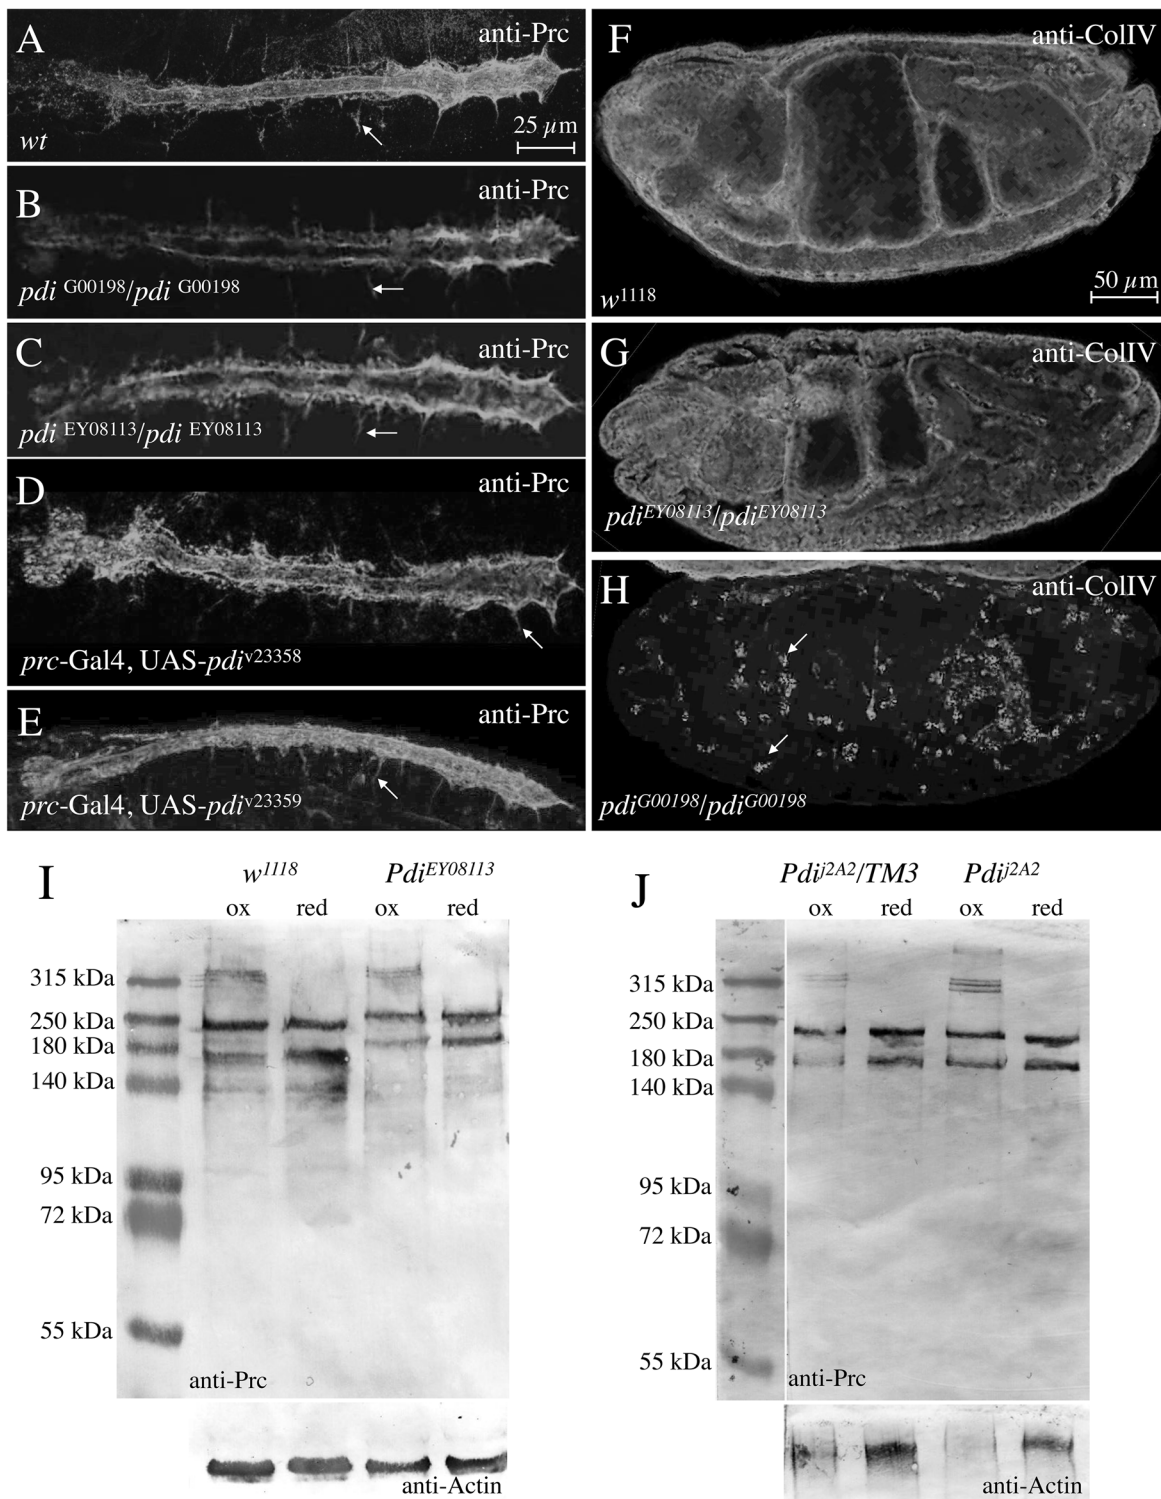 A
anti-Prc
wt
25 µm
B
anti-Prc
pdi G00198/pdi G00198
C
anti-Prc
pdi EY08113/pdi EY08113
D
anti-Prc
prc-Gal4, UAS-pdiv23358
E
anti-Prc
prc-Gal4, UAS-pdiv23359
F
anti-ColIV
w1118
50 µm
G
anti-ColIV
pdiEY08113/pdiEY08113
H
anti-ColIV
pdiG00198/pdiG00198
I
w1118 PdiEY08113
ox red ox red
315 kDa
250 kDa
180 kDa
140 kDa
95 kDa
72 kDa
55 kDa
anti-Prc
anti-Actin
J
Pdij2A2/TM3 Pdij2A2
ox red ox red
315 kDa
250 kDa
180 kDa
140 kDa
95 kDa
72 kDa
55 kDa
anti-Prc
anti-Actin